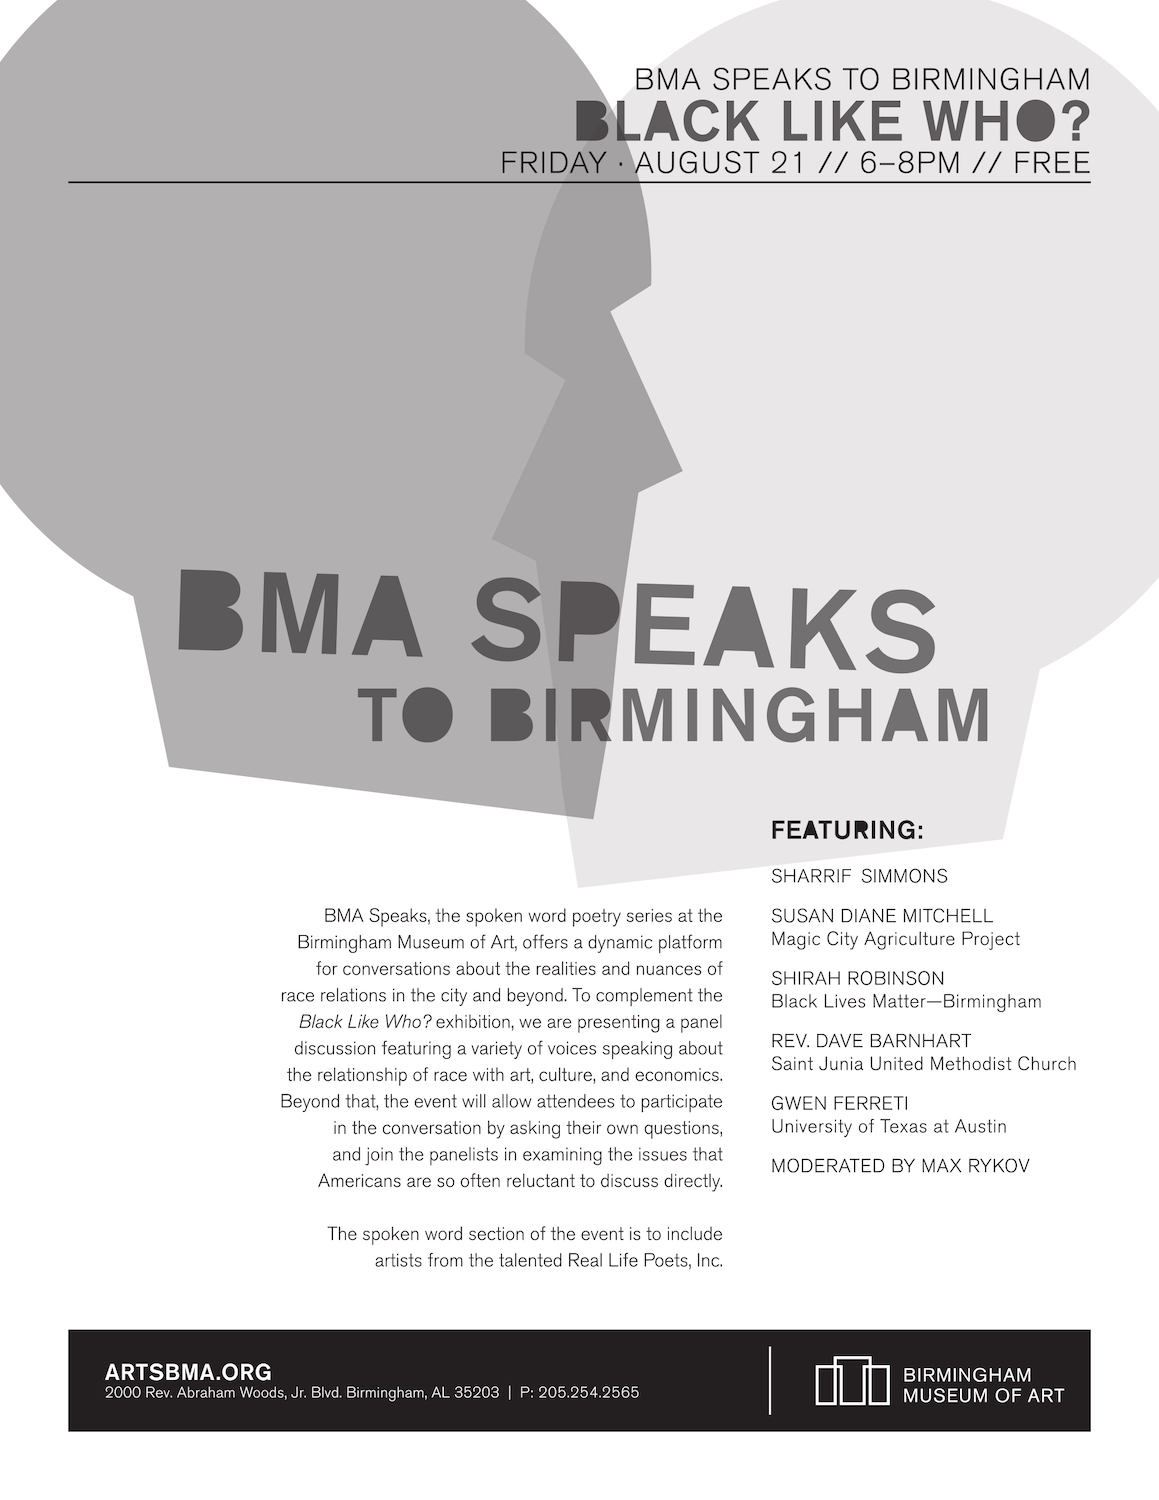 BMA SPEAKS TO BIRMINGHAM
BLACK LIKE WHO?
FRIDAY · AUGUST 21 // 6–8PM // FREE
BMA SPEAKS
TO BIRMINGHAM
FEATURING:
SHARRIF SIMMONS
SUSAN DIANE MITCHELL
Magic City Agriculture Project
SHIRAH ROBINSON
Black Lives Matter—Birmingham
REV. DAVE BARNHART
Saint Junia United Methodist Church
GWEN FERRETI
University of Texas at Austin
MODERATED BY MAX RYKOV
BMA Speaks, the spoken word poetry series at the
Birmingham Museum of Art, offers a dynamic platform
for conversations about the realities and nuances of
race relations in the city and beyond. To complement the
Black Like Who? exhibition, we are presenting a panel
discussion featuring a variety of voices speaking about
the relationship of race with art, culture, and economics.
Beyond that, the event will allow attendees to participate
in the conversation by asking their own questions,
and join the panelists in examining the issues that
Americans are so often reluctant to discuss directly.
The spoken word section of the event is to include
artists from the talented Real Life Poets, Inc.
ARTSBMA.ORG
2000 Rev. Abraham Woods, Jr. Blvd. Birmingham, AL 35203 | P: 205.254.2565
BIRMINGHAM
MUSEUM OF ART